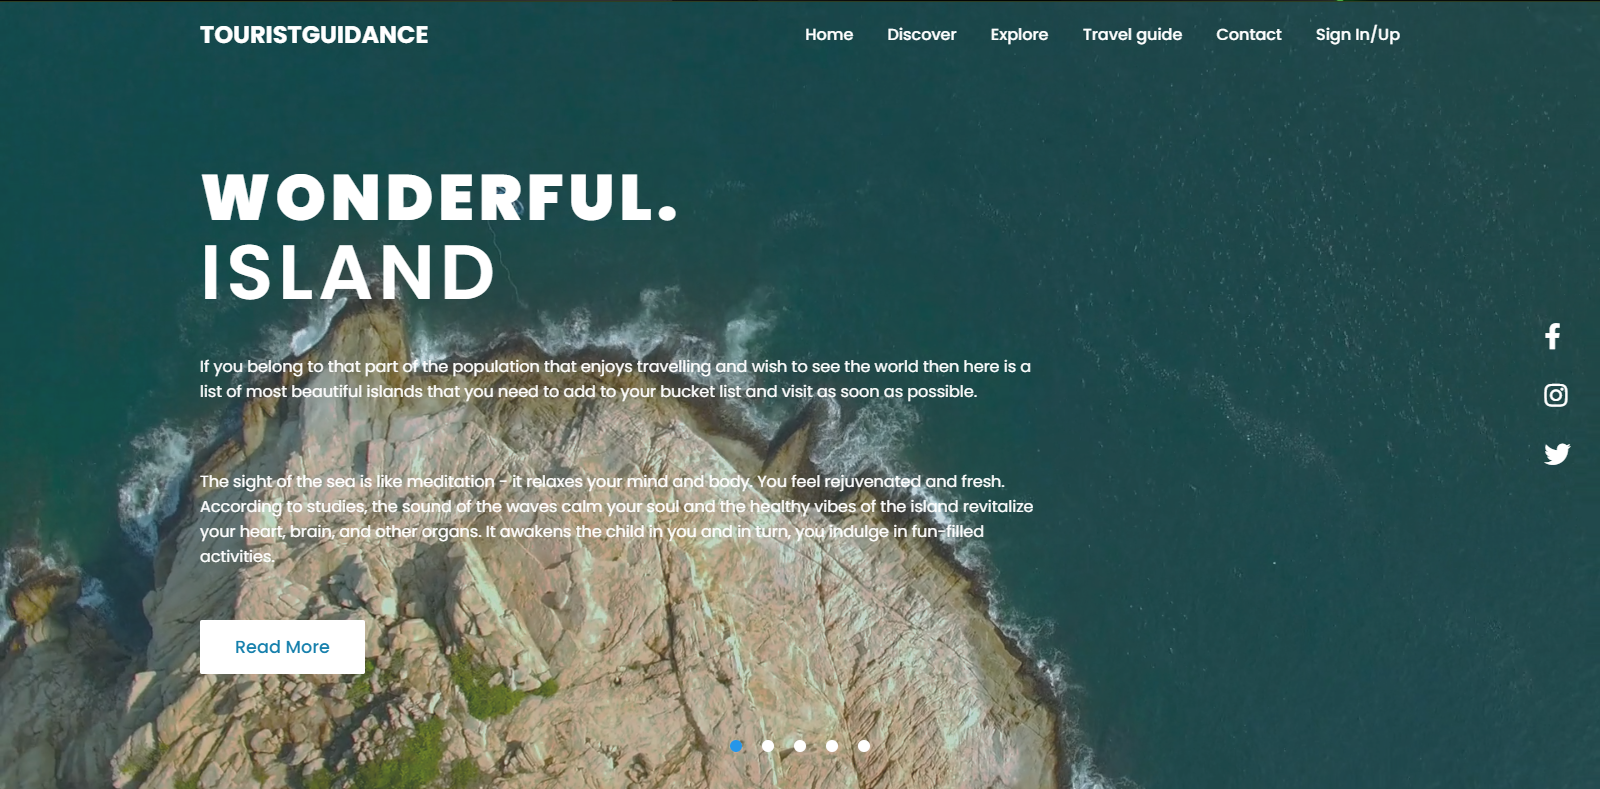 TOURISTGUIDANCE
Home Discover Explore Travel guide Contact Sign In/Up
WONDERFUL.
ISLAND
If you belong to that part of the population that enjoys travelling and wish to see the world then here is a
list of most beautiful islands that you need to add to your bucket list and visit as soon as possible.
The sight of the sea is like meditation - it relaxes your mind and body. You feel rejuvenated and fresh.
According to studies, the sound of the waves calm your soul and the healthy vibes of the island revitalize
your heart, brain, and other organs. It awakens the child in you and in turn, you indulge in fun-filled
activities.
Read More